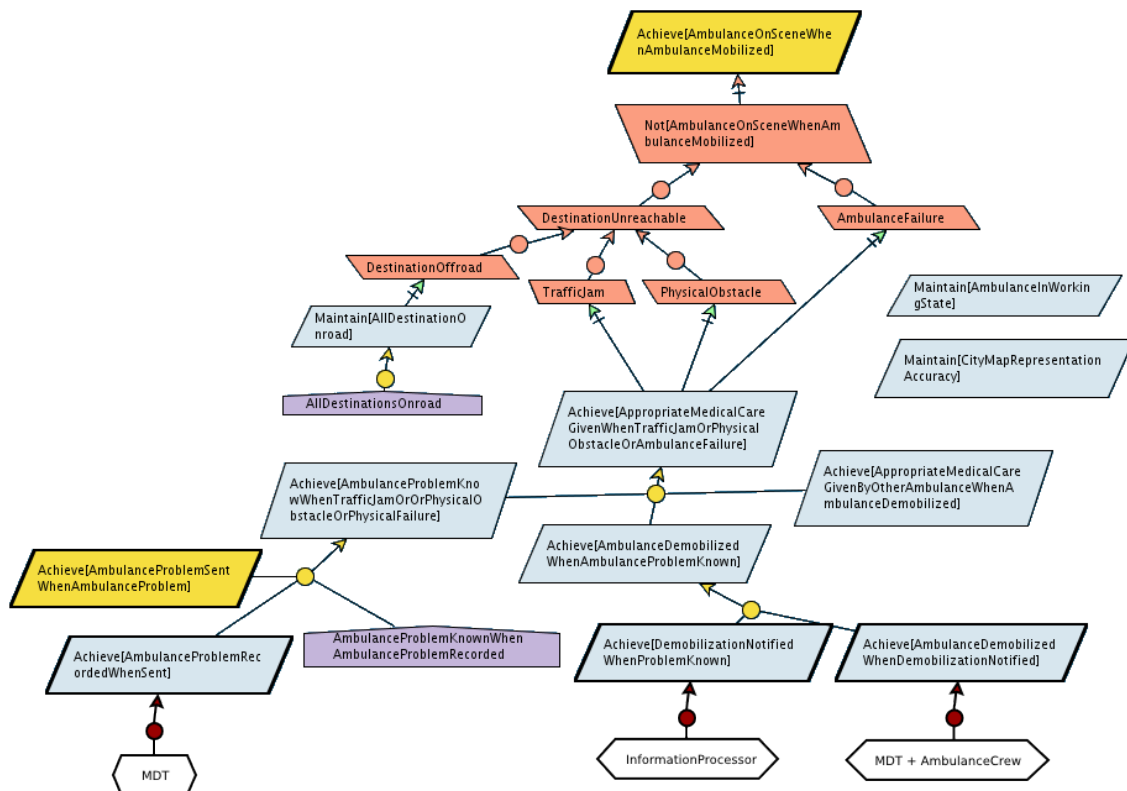 Achieve[AmbulanceOnSceneWhe
nAmbulanceMobilized]
Not[AmbulanceOnSceneWhenAm
bulanceMobilized]
DestinationUnreachable
AmbulanceFailure
DestinationOffroad
TrafficJam
PhysicalObstacle
Maintain[AmbulanceInWorki
ngState]
Maintain[AllDestinationO
nroad]
Maintain[CityMapRepresentation
Accuracy]
AllDestinationsOnroad
Achieve[AppropriateMedicalCare
GivenWhenTrafficJamOrPhysical
ObstacleOrAmbulanceFailure]
Achieve[AmbulanceProblemKno
wWhenTrafficJamOrOrPhysicalO
bstacleOrPhysicalFailure]
Achieve[AppropriateMedicalCare
GivenByOtherAmbulanceWhenA
mbulanceDemobilized]
Achieve[AmbulanceDemobilized
WhenAmbulanceProblemKnown]
Achieve[AmbulanceProblemSent
WhenAmbulanceProblem]
AmbulanceProblemKnownWhen
AmbulanceProblemRecorded
Achieve[AmbulanceProblemRec
ordedWhenSent]
Achieve[DemobilizationNotified
WhenProblemKnown]
Achieve[AmbulanceDemobilized
WhenDemobilizationNotified]
MDT
InformationProcessor
MDT + AmbulanceCrew